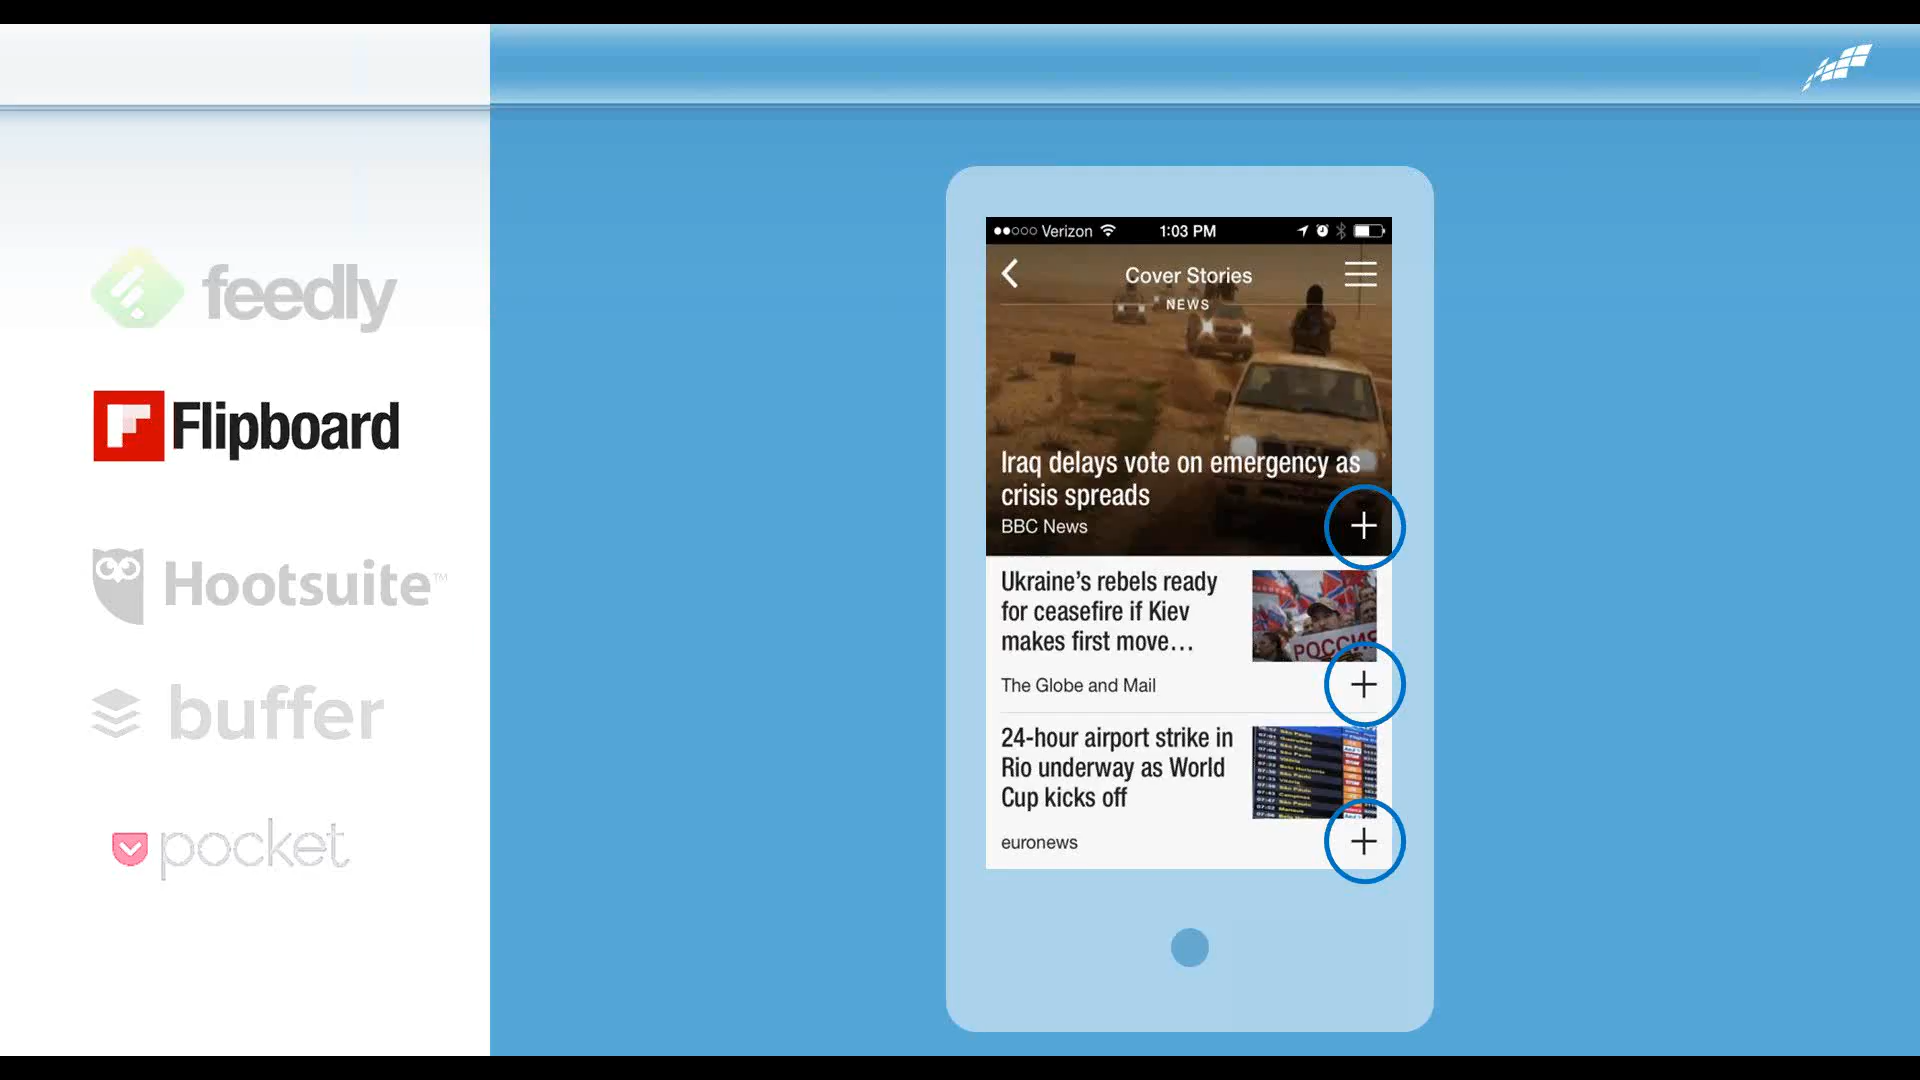 feedly
Flipboard
Hootsuite™
buffer
pocket
Verizon
1:03 PM
Cover Stories
NEWS
Iraq delays vote on emergency as
crisis spreads
BBC News
Ukraine’s rebels ready
for ceasefire if Kiev
makes first move…
РОССИЯ
The Globe and Mail
24-hour airport strike in
Rio underway as World
Cup kicks off
euronews